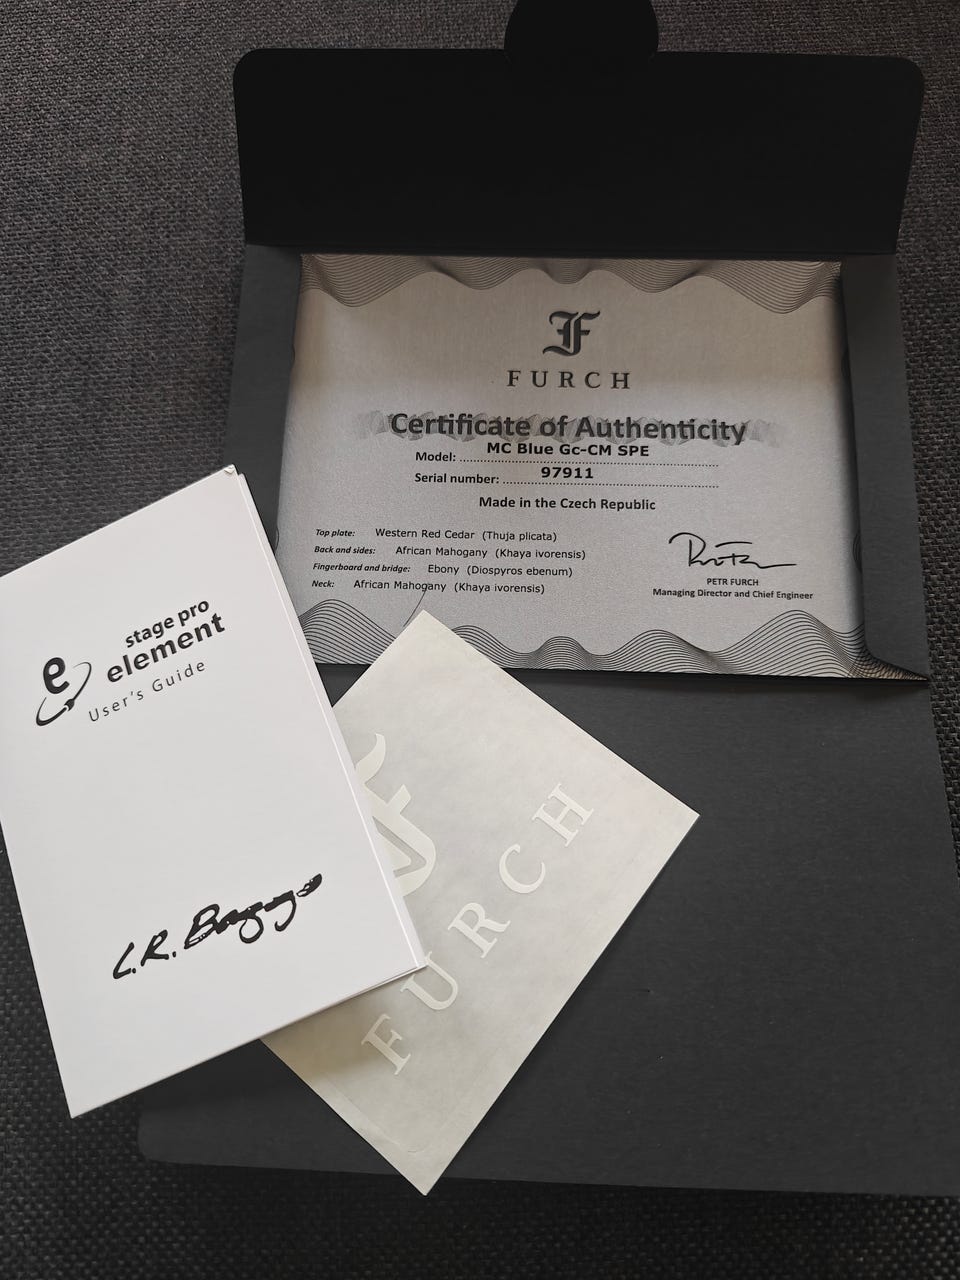 F
FURCH
Certificate of Authenticity
Model: MC Blue Gc-CM SPE
Serial number: 97911
Made in the Czech Republic
Top plate: Western Red Cedar (Thuja plicata)
Back and sides: African Mahogany (Khaya ivorensis)
Fingerboard and bridge: Ebony (Diospyros ebenum)
Neck: African Mahogany (Khaya ivorensis)
PETR FURCH
Managing Director and Chief Engineer
e
stage pro
element
User's Guide
L.R. Baggs
FURCH